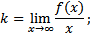 k = lim_{x→∞} f(x)/x ;